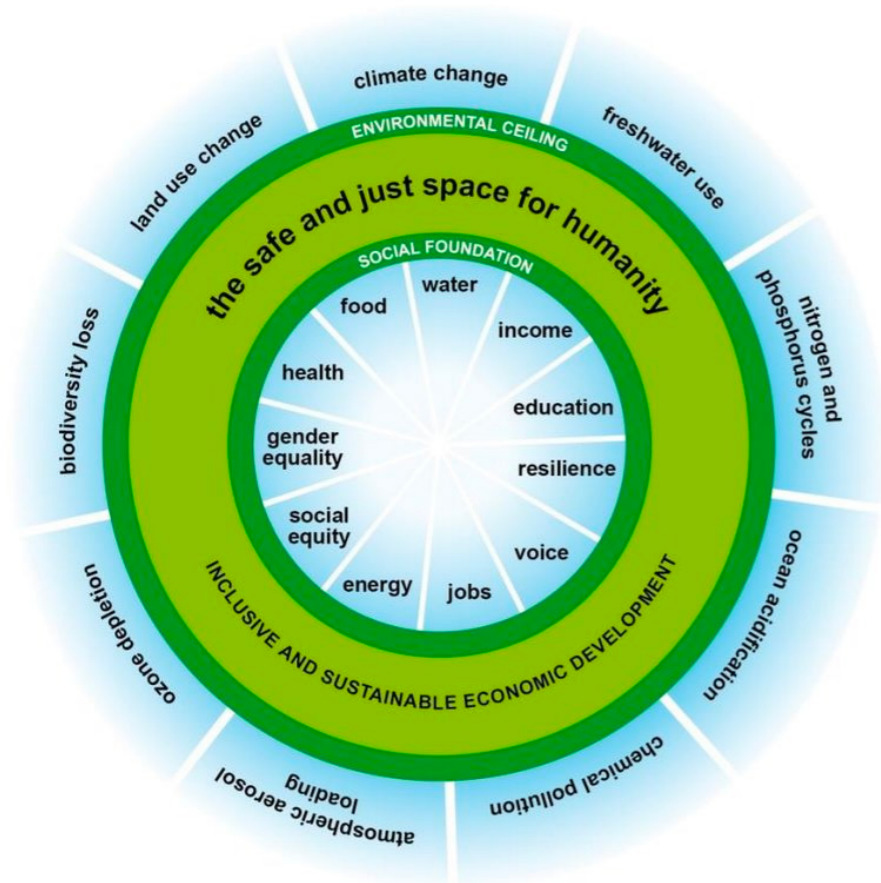 climate change
freshwater use
nitrogen and
phosphorus cycles
ocean acidification
chemical pollution
atmospheric aerosol
loading
ozone depletion
biodiversity loss
land use change
ENVIRONMENTAL CEILING
the safe and just space for humanity
SOCIAL FOUNDATION
water
income
education
resilience
voice
jobs
energy
social
equity
gender
equality
health
food
INCLUSIVE AND SUSTAINABLE ECONOMIC DEVELOPMENT